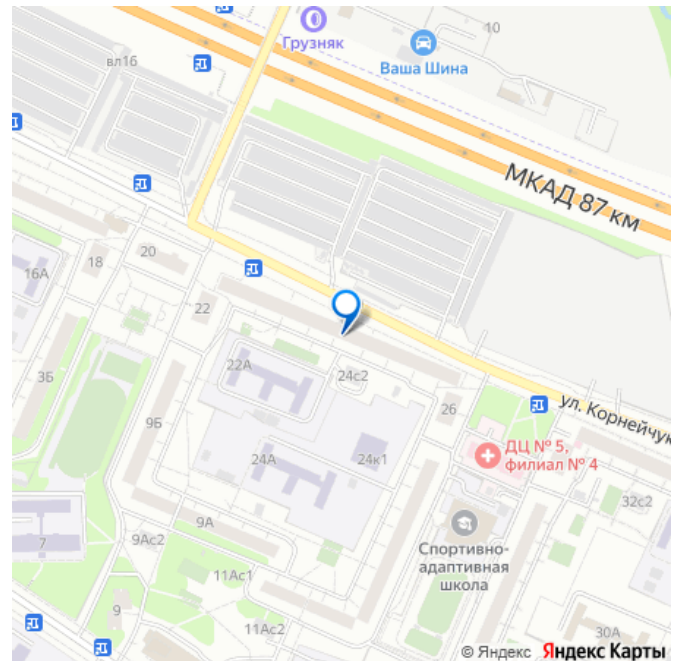 Грузняк
10
Ваша Шина
вл16
МКАД 87 км
20
18
16А
22
3Б
22А
24с2
26
ул. Корнейчук
9Б
ДЦ № 5,
филиал № 4
24А
24к1
32с2
9А
7
9Ас2
Спортивно-
адаптивная
школа
11Ас1
9
11Ас2
30А
© Яндекс Яндекс Карты